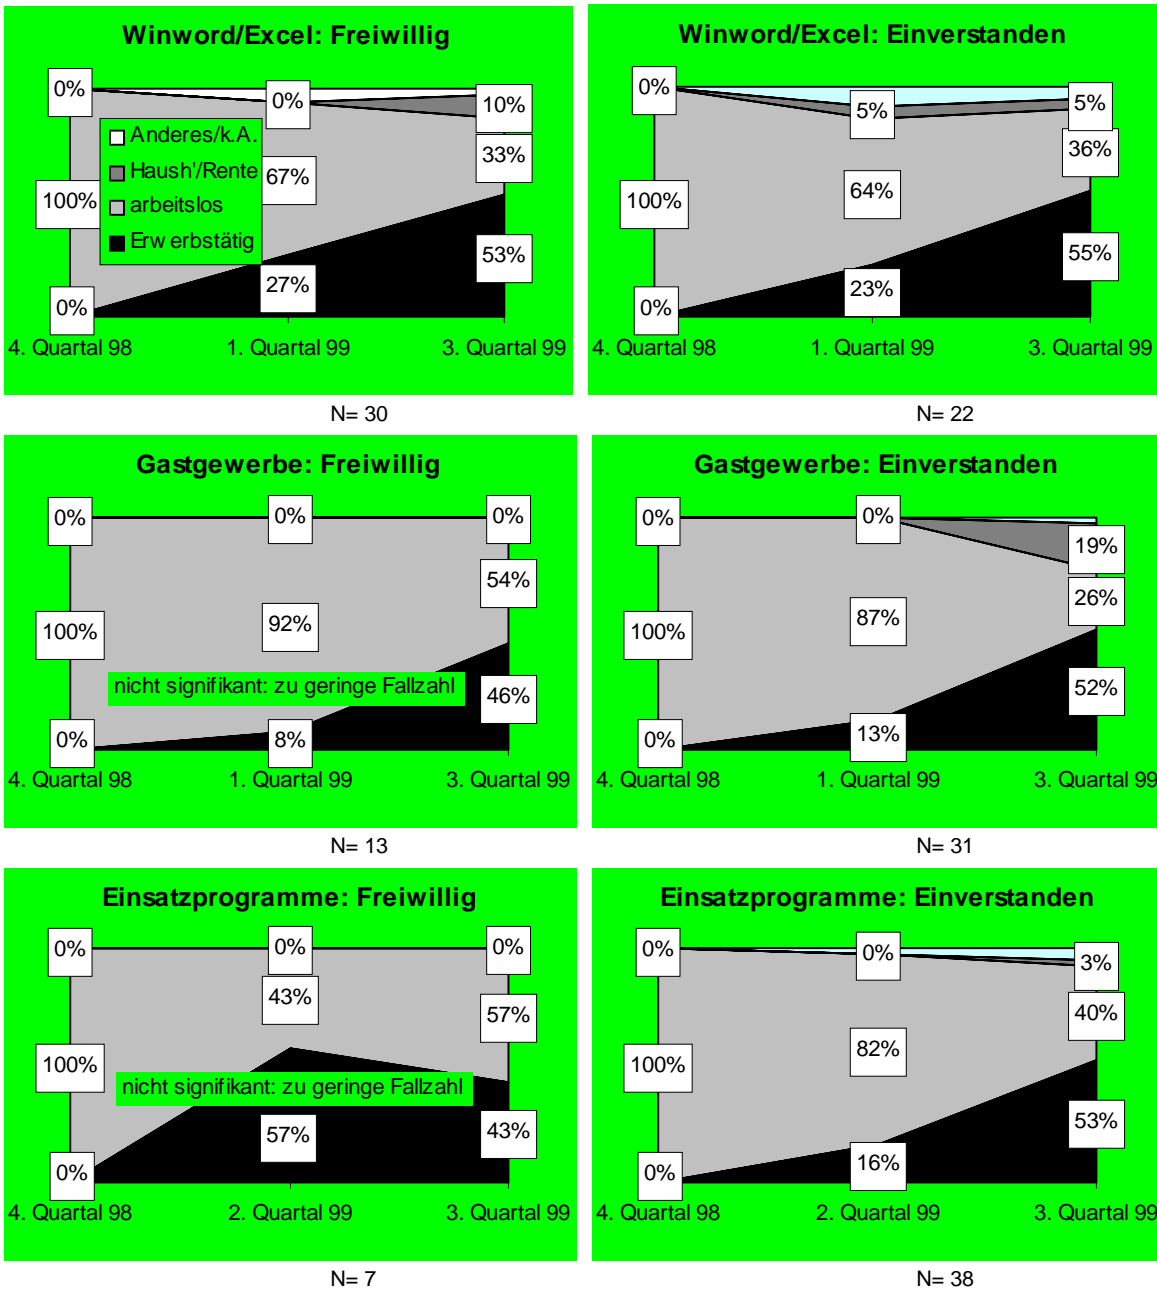 Winword/Excel: Freiwillig
0%
0%
10%
Anderes/k.A.
Haush'/Rente
arbeitslos
Erwerbstätig
100%
67%
33%
0%
27%
53%
4. Quartal 98
1. Quartal 99
3. Quartal 99
N= 30
Winword/Excel: Einverstanden
0%
5%
5%
100%
64%
36%
0%
23%
55%
4. Quartal 98
1. Quartal 99
3. Quartal 99
N= 22
Gastgewerbe: Freiwillig
0%
0%
0%
100%
92%
54%
nicht signifikant: zu geringe Fallzahl
0%
8%
46%
4. Quartal 98
1. Quartal 99
3. Quartal 99
N= 13
Gastgewerbe: Einverstanden
0%
0%
19%
100%
87%
26%
0%
13%
52%
4. Quartal 98
1. Quartal 99
3. Quartal 99
N= 31
Einsatzprogramme: Freiwillig
0%
0%
0%
100%
43%
57%
nicht signifikant: zu geringe Fallzahl
0%
57%
43%
4. Quartal 98
2. Quartal 99
3. Quartal 99
N= 7
Einsatzprogramme: Einverstanden
0%
0%
3%
100%
82%
40%
0%
16%
53%
4. Quartal 98
2. Quartal 99
3. Quartal 99
N= 38